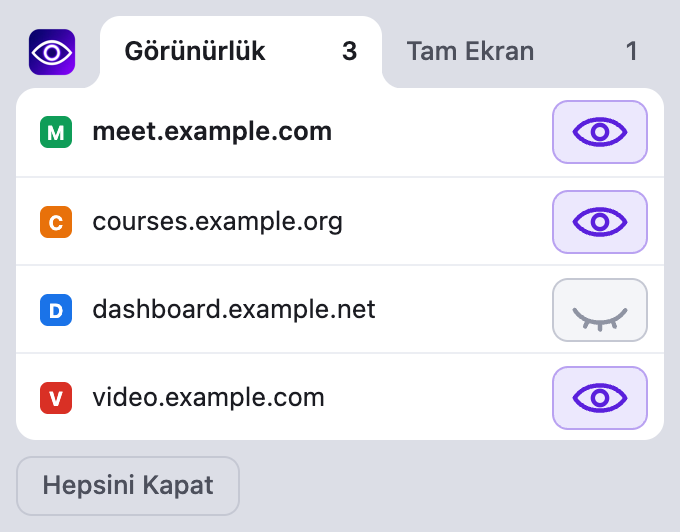 Görünürlük 3 Tam Ekran 1
M meet.example.com
C courses.example.org
D dashboard.example.net
V video.example.com
Hepsini Kapat